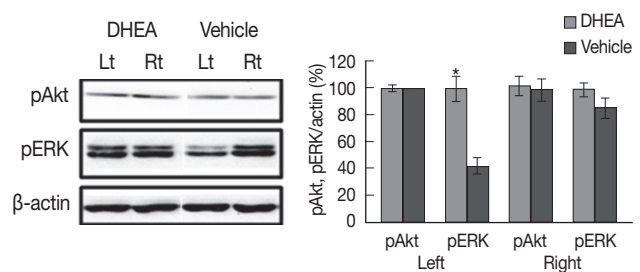 DHEA Vehicle
Lt Rt Lt Rt
pAkt
pERK
β-actin
DHEA
Vehicle
*
pAkt, pERK/actin (%)
120
100
80
60
40
20
0
pAkt pERK pAkt pERK
Left Right